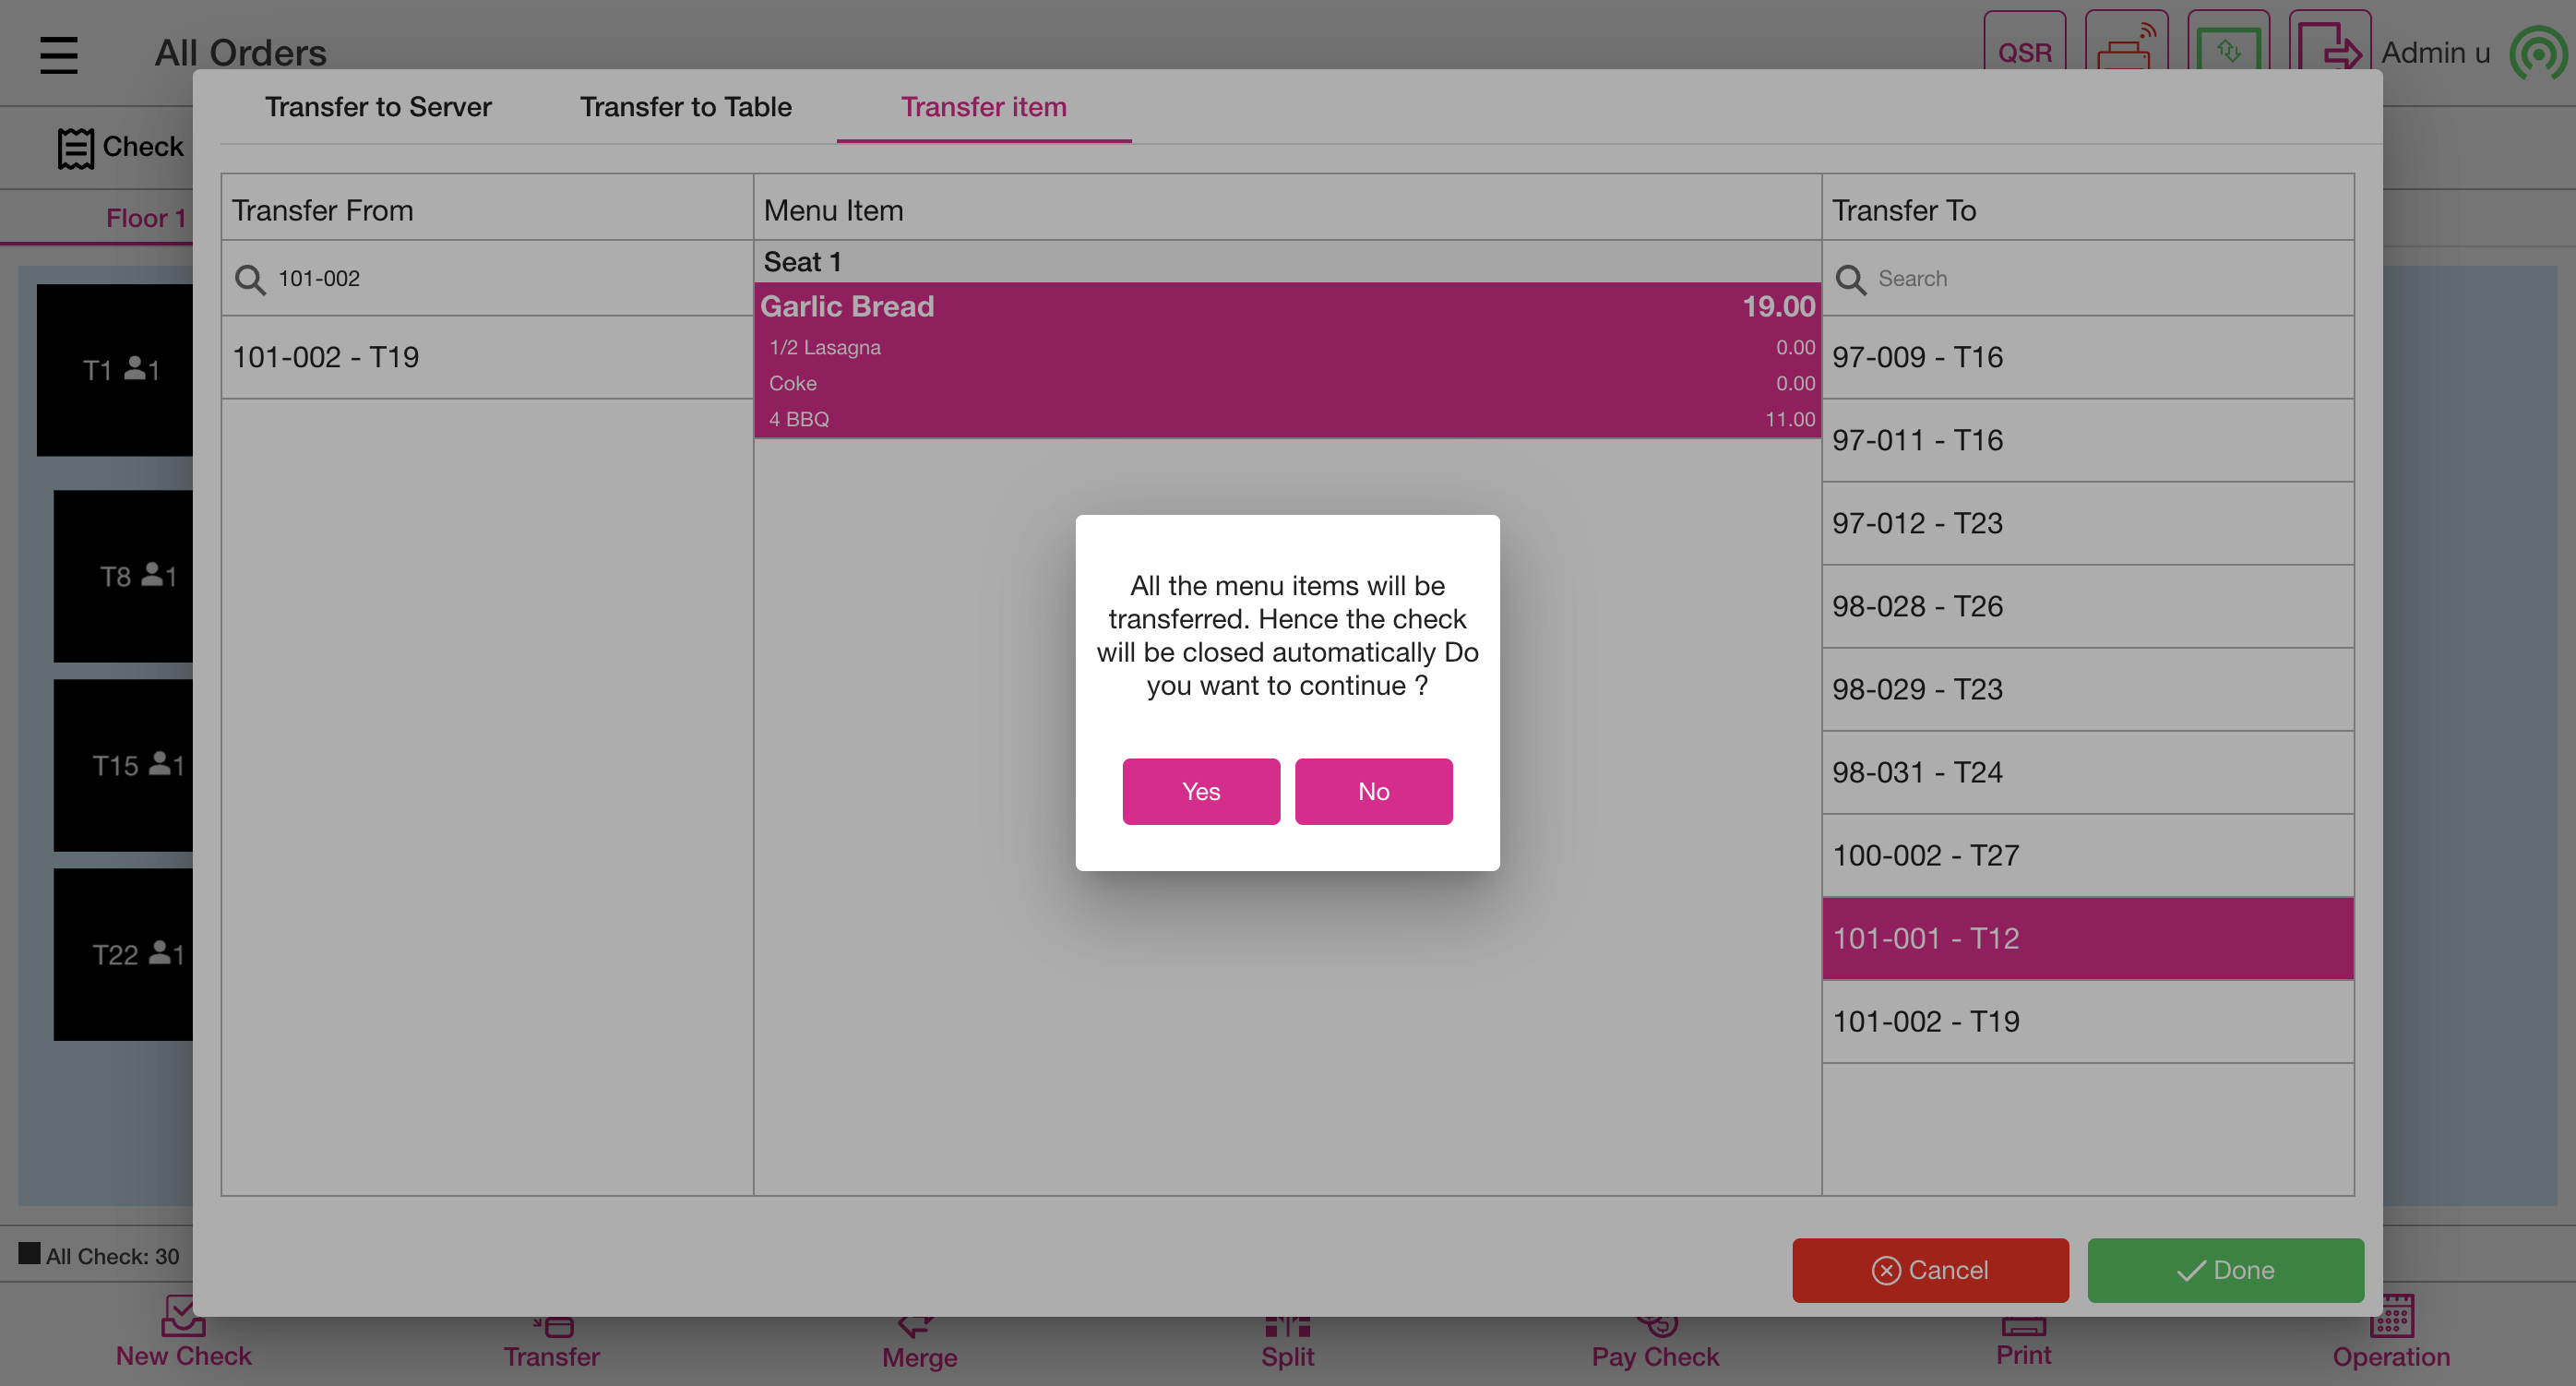 All Orders
QSR
Admin u
Transfer to Server
Transfer to Table
Transfer item
Check
Floor 1
Transfer From
Menu Item
Transfer To
101-002
Seat 1
Search
Garlic Bread 19.00
1/2 Lasagna 0.00
Coke 0.00
4 BBQ 11.00
101-002 - T19
97-009 - T16
97-011 - T16
97-012 - T23
98-028 - T26
98-029 - T23
98-031 - T24
100-002 - T27
101-001 - T12
101-002 - T19
T1 1
T8 1
T15 1
T22 1
All the menu items will be
transferred. Hence the check
will be closed automatically Do
you want to continue ?
Yes
No
All Check: 30
Cancel
Done
New Check
Transfer
Merge
Split
Pay Check
Print
Operation